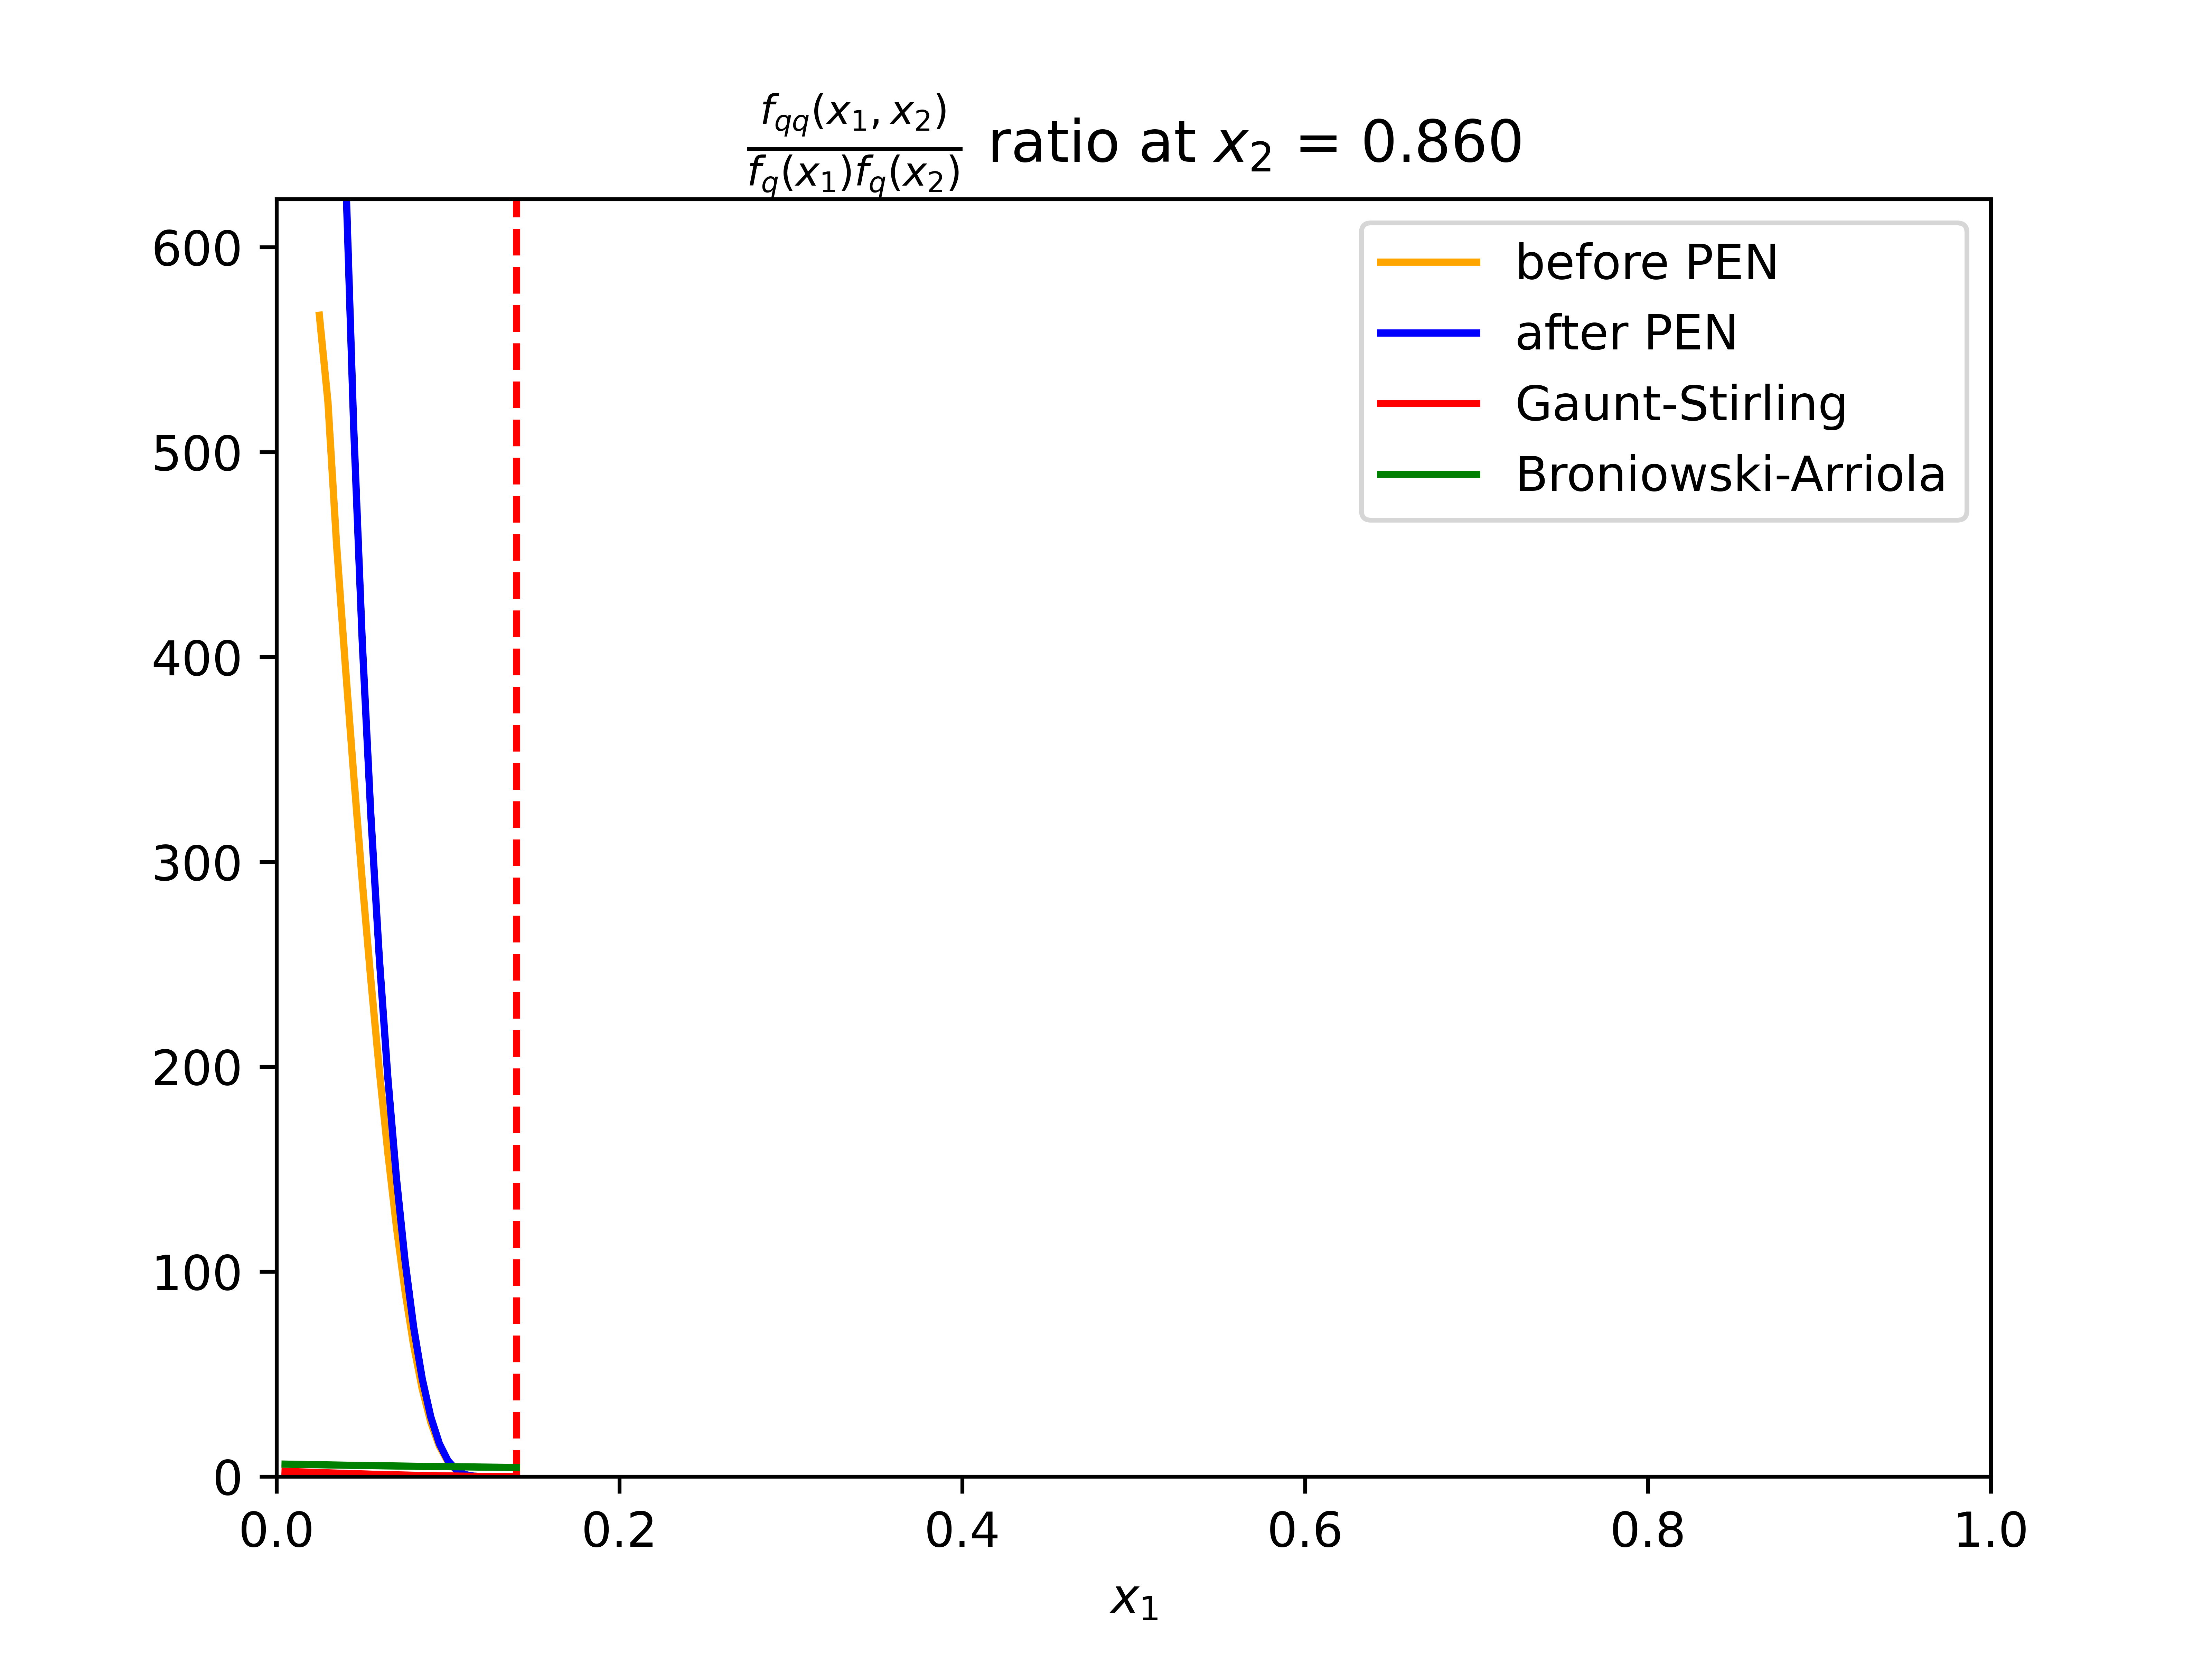 f_qq(x_1, x_2)
f_q(x_1)f_q(x_2) ratio at x_2 = 0.860
600
500
400
300
200
100
0
before PEN
after PEN
Gaunt-Stirling
Broniowski-Arriola
0.0 0.2 0.4 0.6 0.8 1.0
x_1